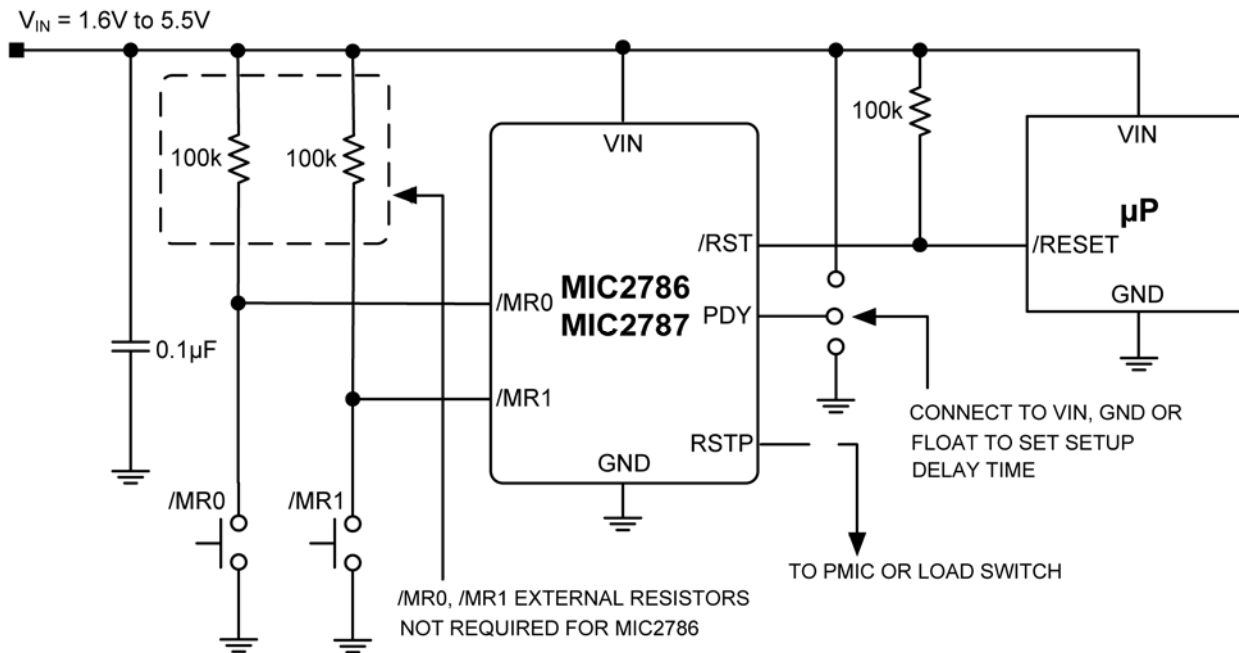 V_IN = 1.6V to 5.5V
100k
100k
100k
0.1µF
VIN
/MR0
/MR1
MIC2786
MIC2787
/RST
PDY
RSTP
GND
VIN
µP
/RESET
GND
CONNECT TO VIN, GND OR
FLOAT TO SET SETUP
DELAY TIME
/MR0
/MR1
TO PMIC OR LOAD SWITCH
/MR0, /MR1 EXTERNAL RESISTORS
NOT REQUIRED FOR MIC2786